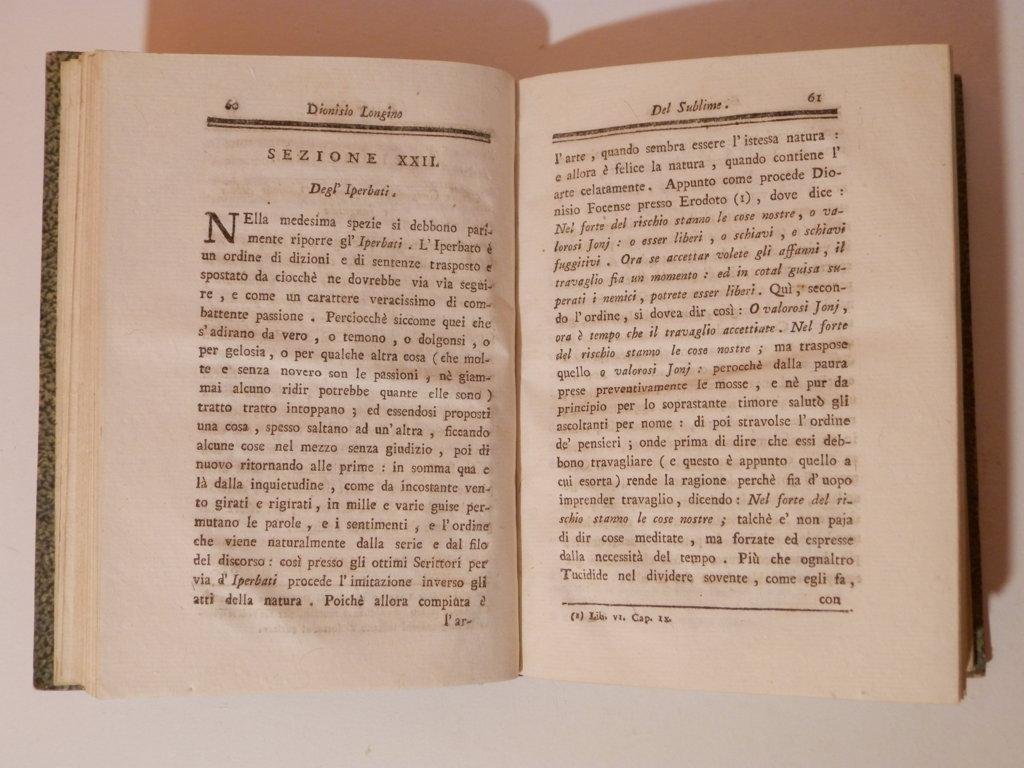 60
Dionisio Longino
SEZIONE XXII.
Degl' Iperbati.
NElla medesima spezie si debbono pari-
mente riporre gl' Iperbati. L'Iperbato è
un ordine di dizioni e di sentenze trasposto e
spostato da ciocchè ne dovrebbe via via segui-
re, e come un carattere veracissimo di com-
battente passione. Perciocchè siccome quei che
s'adirano da vero, o temono, o dolgonsi, o
per gelosia, o per qualche altra cosa (che mol-
te e senza novero son le passioni, nè giam-
mai alcuno ridir potrebbe quante elle sono)
tratto tratto intoppano; ed essendosi proposti
una cosa, spesso saltano ad un'altra, ficcando
alcune cose nel mezzo senza giudizio, poi di
nuovo ritornando alle prime: in somma qua e
là dalla inquietudine, come da incostante ven-
to girati e rigirati, in mille e varie guise per-
mutano le parole, e i sentimenti, e l'ordine
che viene naturalmente dalla serie e dal filo
del discorso: così presso gli ottimi Scrittori per
via d'Iperbati procede l'imitazione inverso gli
atti della natura. Poichè allora compiuta è
l'ar-
Del Sublime.
61
l'arte, quando sembra essere l'istessa natura:
e allora è felice la natura, quando contiene l'
arte celatamente. Appunto come procede Dio-
nisio Focense presso Erodoto (1), dove dice:
Nel forte del rischio stanno le cose nostre, o va-
lorosi Jonj: o esser liberi, o schiavi, e schiavi
fuggitivi. Ora se accettar volete gli affanni, il
travaglio fia un momento: ed in cotal guisa su-
perati i nemici, potrete esser liberi. Quì, secon-
do l'ordine, si dovea dir così: O valorosi Jonj,
ora è tempo che il travaglio accettiate. Nel forte
del rischio stanno le cose nostre; ma traspose
quello o valorosi Jonj: perocchè dalla paura
prese preventivamente le mosse, e nè pur da
principio per lo soprastante timore salutò gli
ascoltanti per nome: di poi stravolse l'ordine
de' pensieri; onde prima di dire che essi deb-
bono travagliare (e questo è appunto quello a
cui esorta) rende la ragione perchè fia d'uopo
imprender travaglio, dicendo: Nel forte del ri-
schio stanno le cose nostre; talchè e' non paja
di dir cose meditate, ma forzate ed espresse
dalla necessità del tempo. Più che ognaltro
Tucidide nel dividere sovente, come egli fa,
con
(1) Lib. VI. Cap. IX.